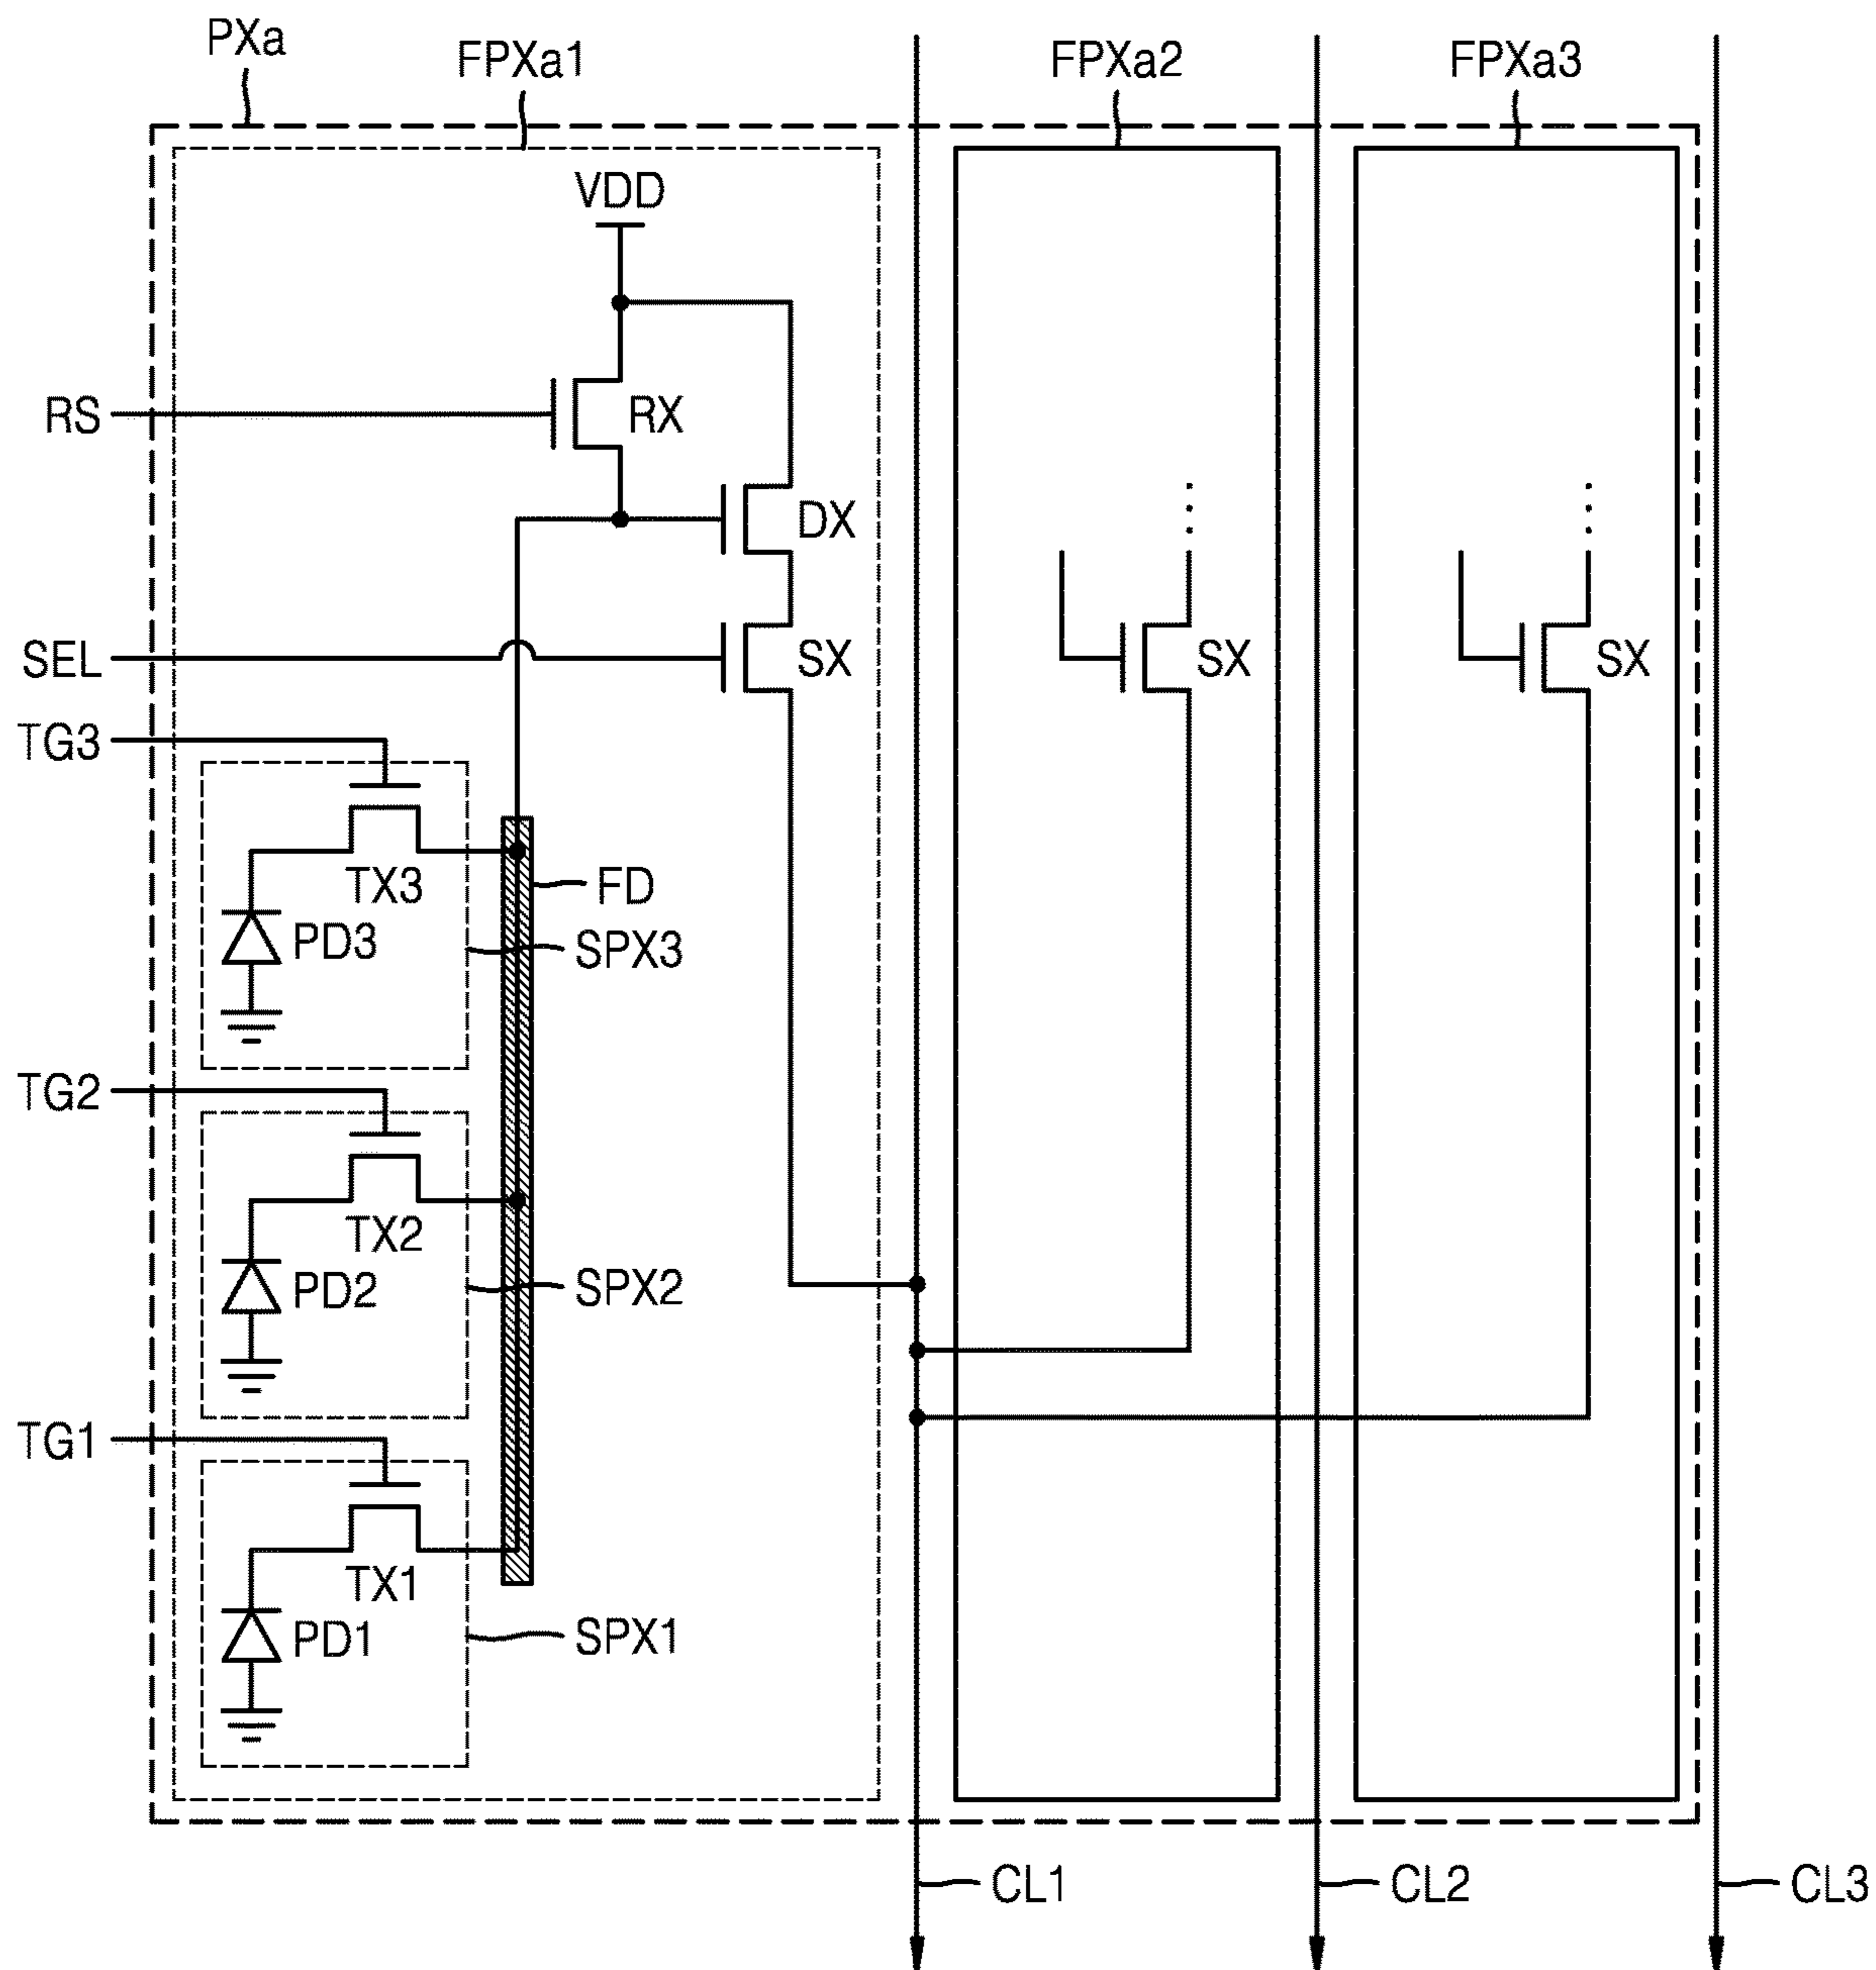 PXa
FPXa1
FPXa2
FPXa3
VDD
RS
RX
DX
SEL
SX
SX
SX
TG3
TX3
FD
PD3
SPX3
TG2
TX2
PD2
SPX2
TG1
TX1
PD1
SPX1
CL1
CL2
CL3